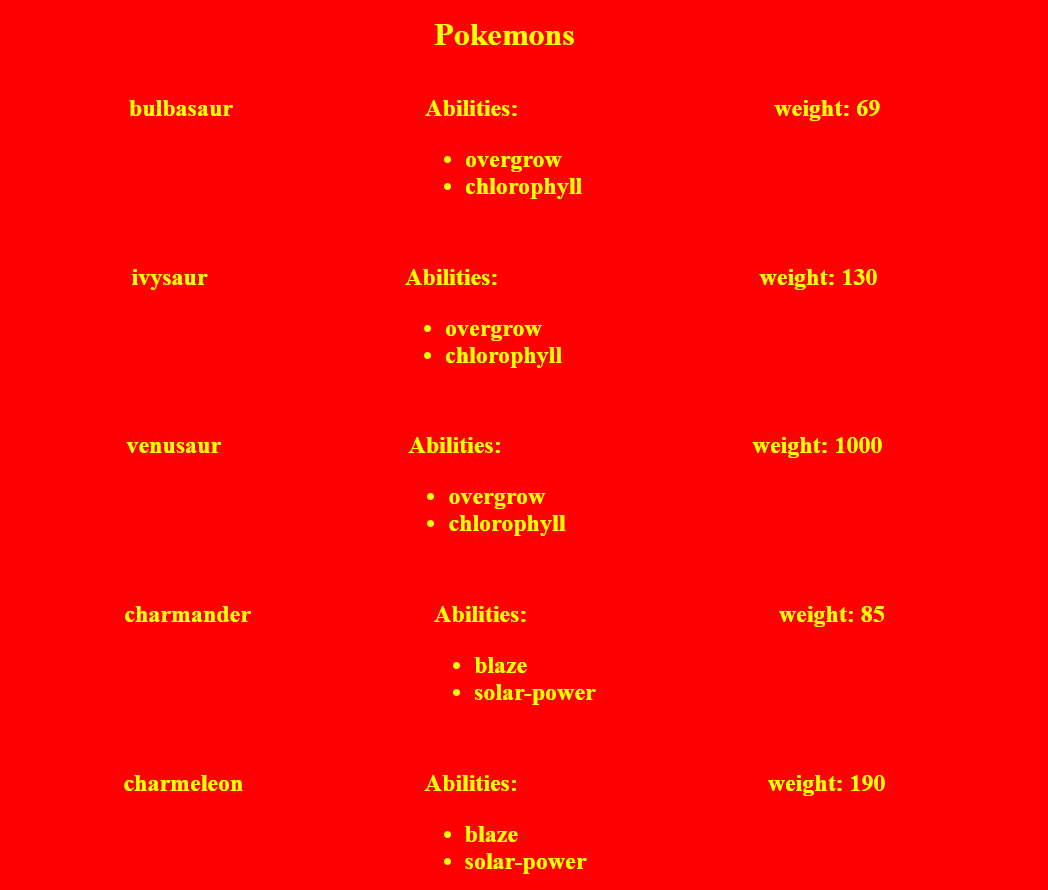 Pokemons
bulbasaur Abilities: weight: 69
• overgrow
• chlorophyll
ivysaur Abilities: weight: 130
• overgrow
• chlorophyll
venusaur Abilities: weight: 1000
• overgrow
• chlorophyll
charmander Abilities: weight: 85
• blaze
• solar-power
charmeleon Abilities: weight: 190
• blaze
• solar-power